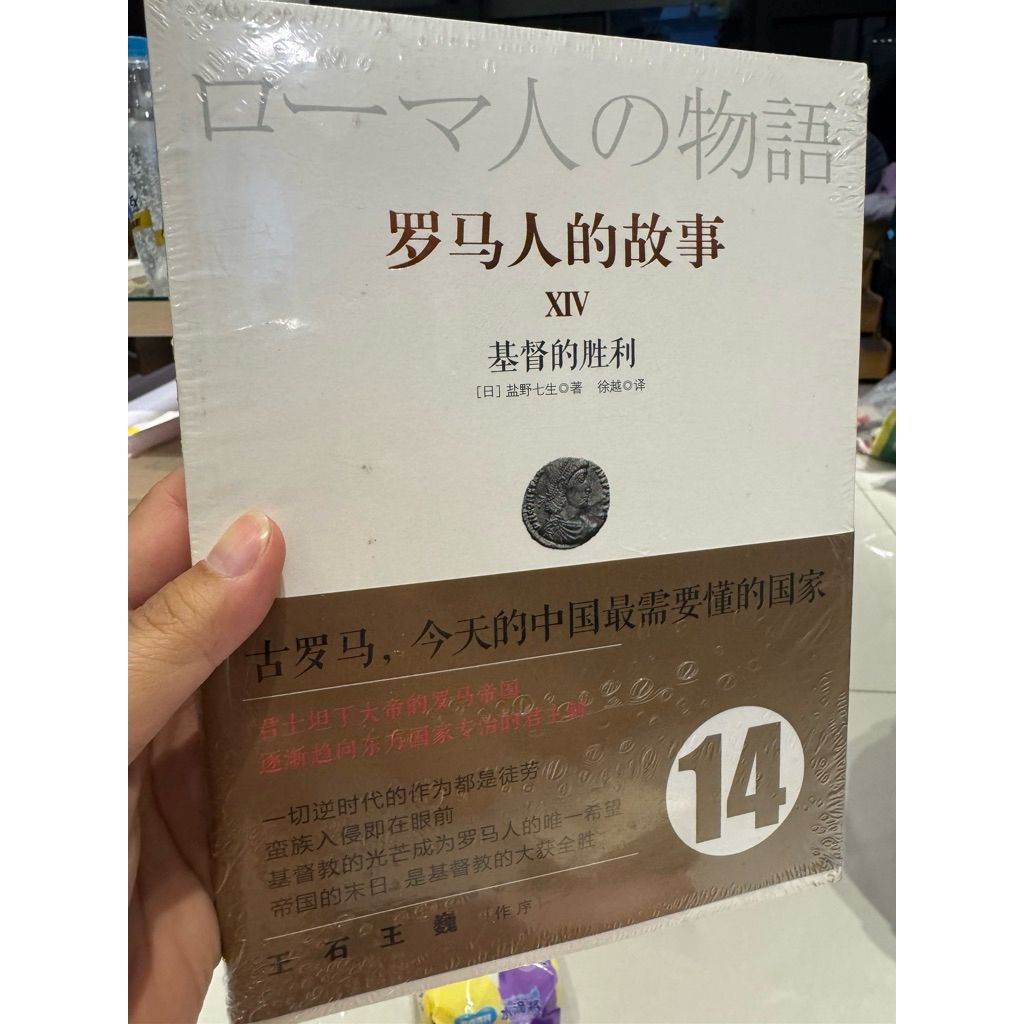 ローマ人の物語
罗马人的故事
XIV
基督的胜利
[日]盐野七生◎著 徐越◎译
古罗马，今天的中国最需要懂的国家
君士坦丁大帝的罗马帝国
逐渐趋向东方国家专治的君主制
14
一切逆时代的作为都是徒劳
蛮族入侵即在眼前
基督教的光芒成为罗马人的唯一希望
帝国的末日，是基督教的大获全胜
王石 王巍 作序